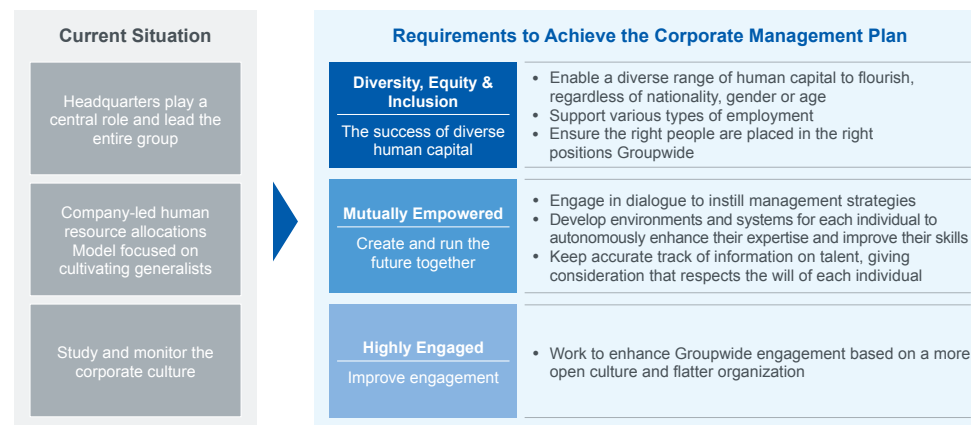 Current Situation
Headquarters play a
central role and lead the
entire group
Company-led human
resource allocations
Model focused on
cultivating generalists
Study and monitor the
corporate culture
Requirements to Achieve the Corporate Management Plan
Diversity, Equity &
Inclusion
The success of diverse
human capital
• Enable a diverse range of human capital to flourish,
regardless of nationality, gender or age
• Support various types of employment
• Ensure the right people are placed in the right
positions Groupwide
Mutually Empowered
Create and run the
future together
• Engage in dialogue to instill management strategies
• Develop environments and systems for each individual to
autonomously enhance their expertise and improve their skills
• Keep accurate track of information on talent, giving
consideration that respects the will of each individual
Highly Engaged
Improve engagement
• Work to enhance Groupwide engagement based on a more
open culture and flatter organization